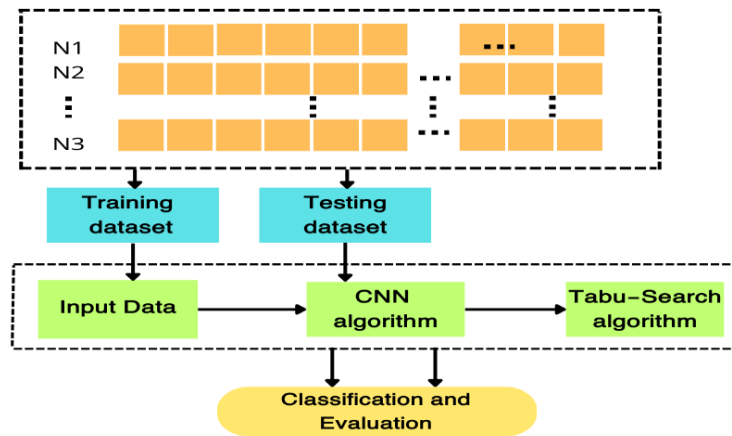 N1
N2
N3
Training
dataset
Testing
dataset
Input Data
CNN
algorithm
Tabu-Search
algorithm
Classification and
Evaluation